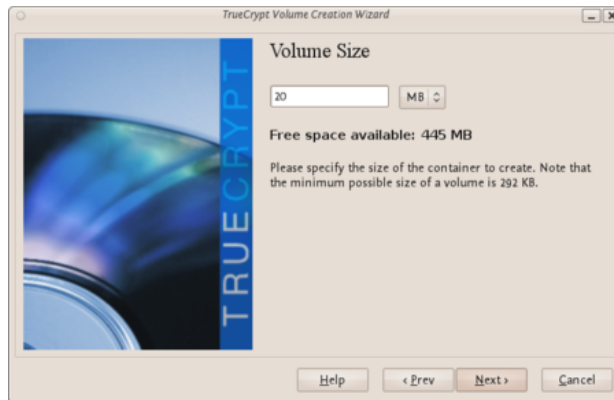 TrueCrypt Volume Creation Wizard
TRUECRYPT
Volume Size
20 MB
Free space available: 445 MB
Please specify the size of the container to create. Note that
the minimum possible size of a volume is 292 KB.
Help < Prev Next > Cancel